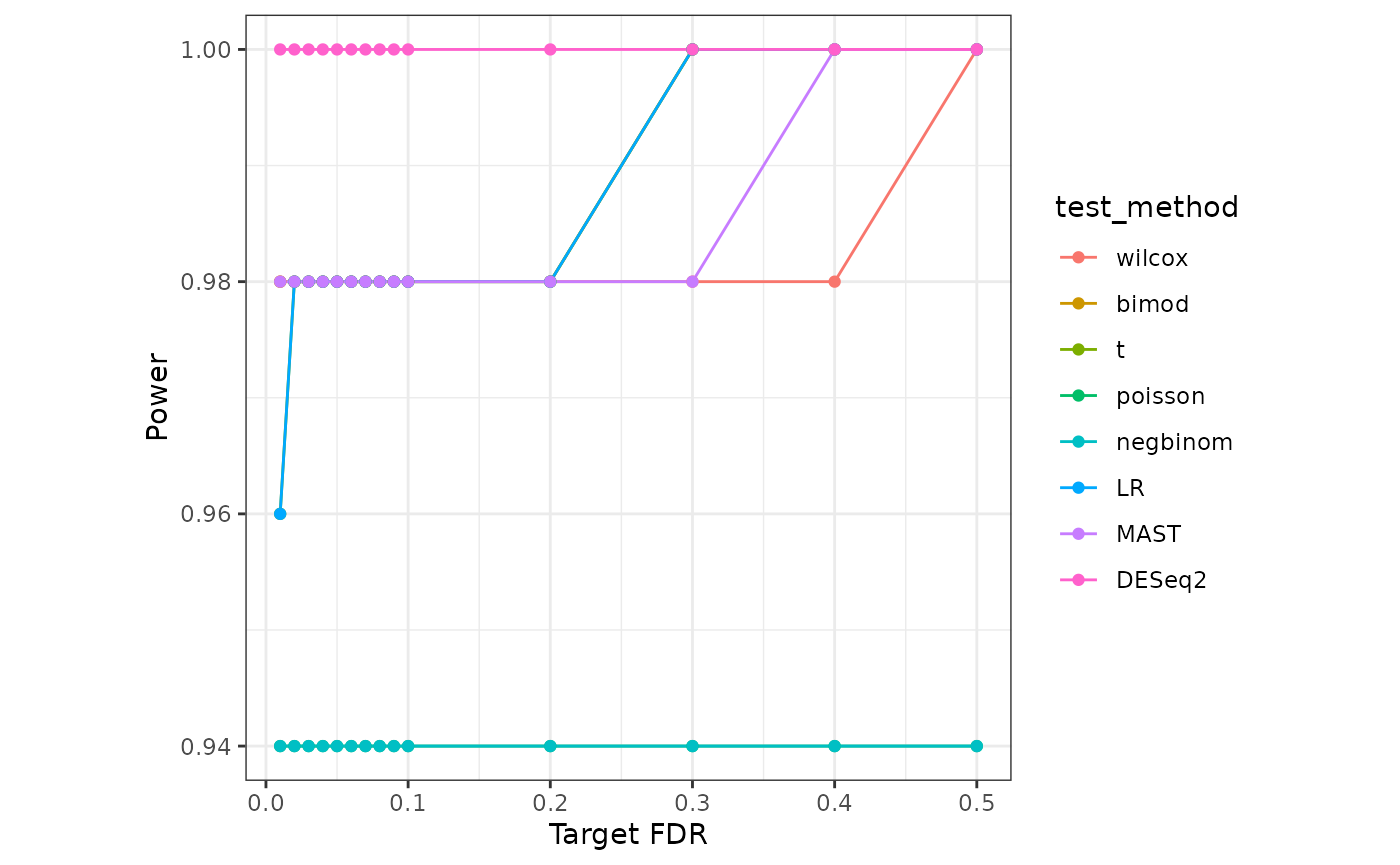 1.00
0.98
0.96
0.94
Power
0.0 0.1 0.2 0.3 0.4 0.5
Target FDR
test_method
wilcox
bimod
t
poisson
negbinom
LR
MAST
DESeq2